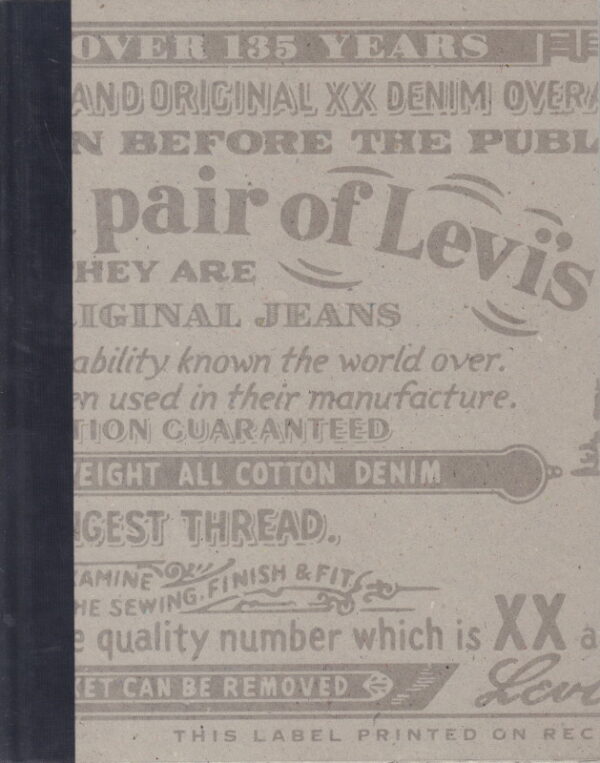 OVER 135 YEARS
AND ORIGINAL XX DENIM OVERA
N BEFORE THE PUBL
pair of Levi's
HEY ARE
IGINAL JEANS
ability known the world over.
en used in their manufacture.
TION GUARANTEED
EIGHT ALL COTTON DENIM
NGEST THREAD.
AMINE
FINISH & FIT
HE SEWING,
e quality number which is XX a
KET CAN BE REMOVED
Levi
THIS LABEL PRINTED ON REC